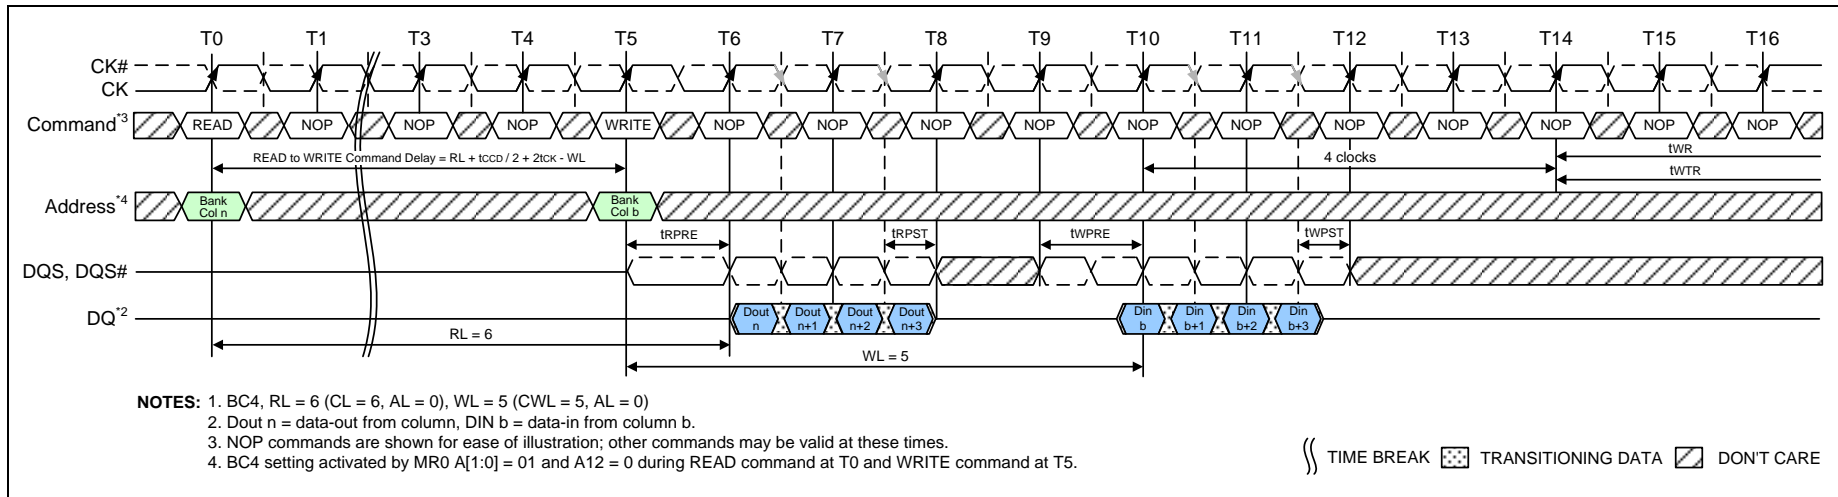 T0 T1 T3 T4 T5 T6 T7 T8 T9 T10 T11 T12 T13 T14 T15 T16
CK#
CK
Command*3 READ NOP NOP NOP WRITE NOP NOP NOP NOP NOP NOP NOP NOP NOP NOP NOP
READ to WRITE Command Delay = RL + tCCD / 2 + 2tCK - WL 4 clocks tWR
tWTR
Address*4 Bank Col n Bank Col b
tRPRE tRPST tWPRE tWPST
DQS, DQS#
DQ*2 Dout n Dout n+1 Dout n+2 Dout n+3 Din b Din b+1 Din b+2 Din b+3
RL = 6
WL = 5
NOTES: 1. BC4, RL = 6 (CL = 6, AL = 0), WL = 5 (CWL = 5, AL = 0)
2. Dout n = data-out from column, DIN b = data-in from column b.
3. NOP commands are shown for ease of illustration; other commands may be valid at these times.
4. BC4 setting activated by MR0 A[1:0] = 01 and A12 = 0 during READ command at T0 and WRITE command at T5.
TIME BREAK TRANSITIONING DATA DON'T CARE